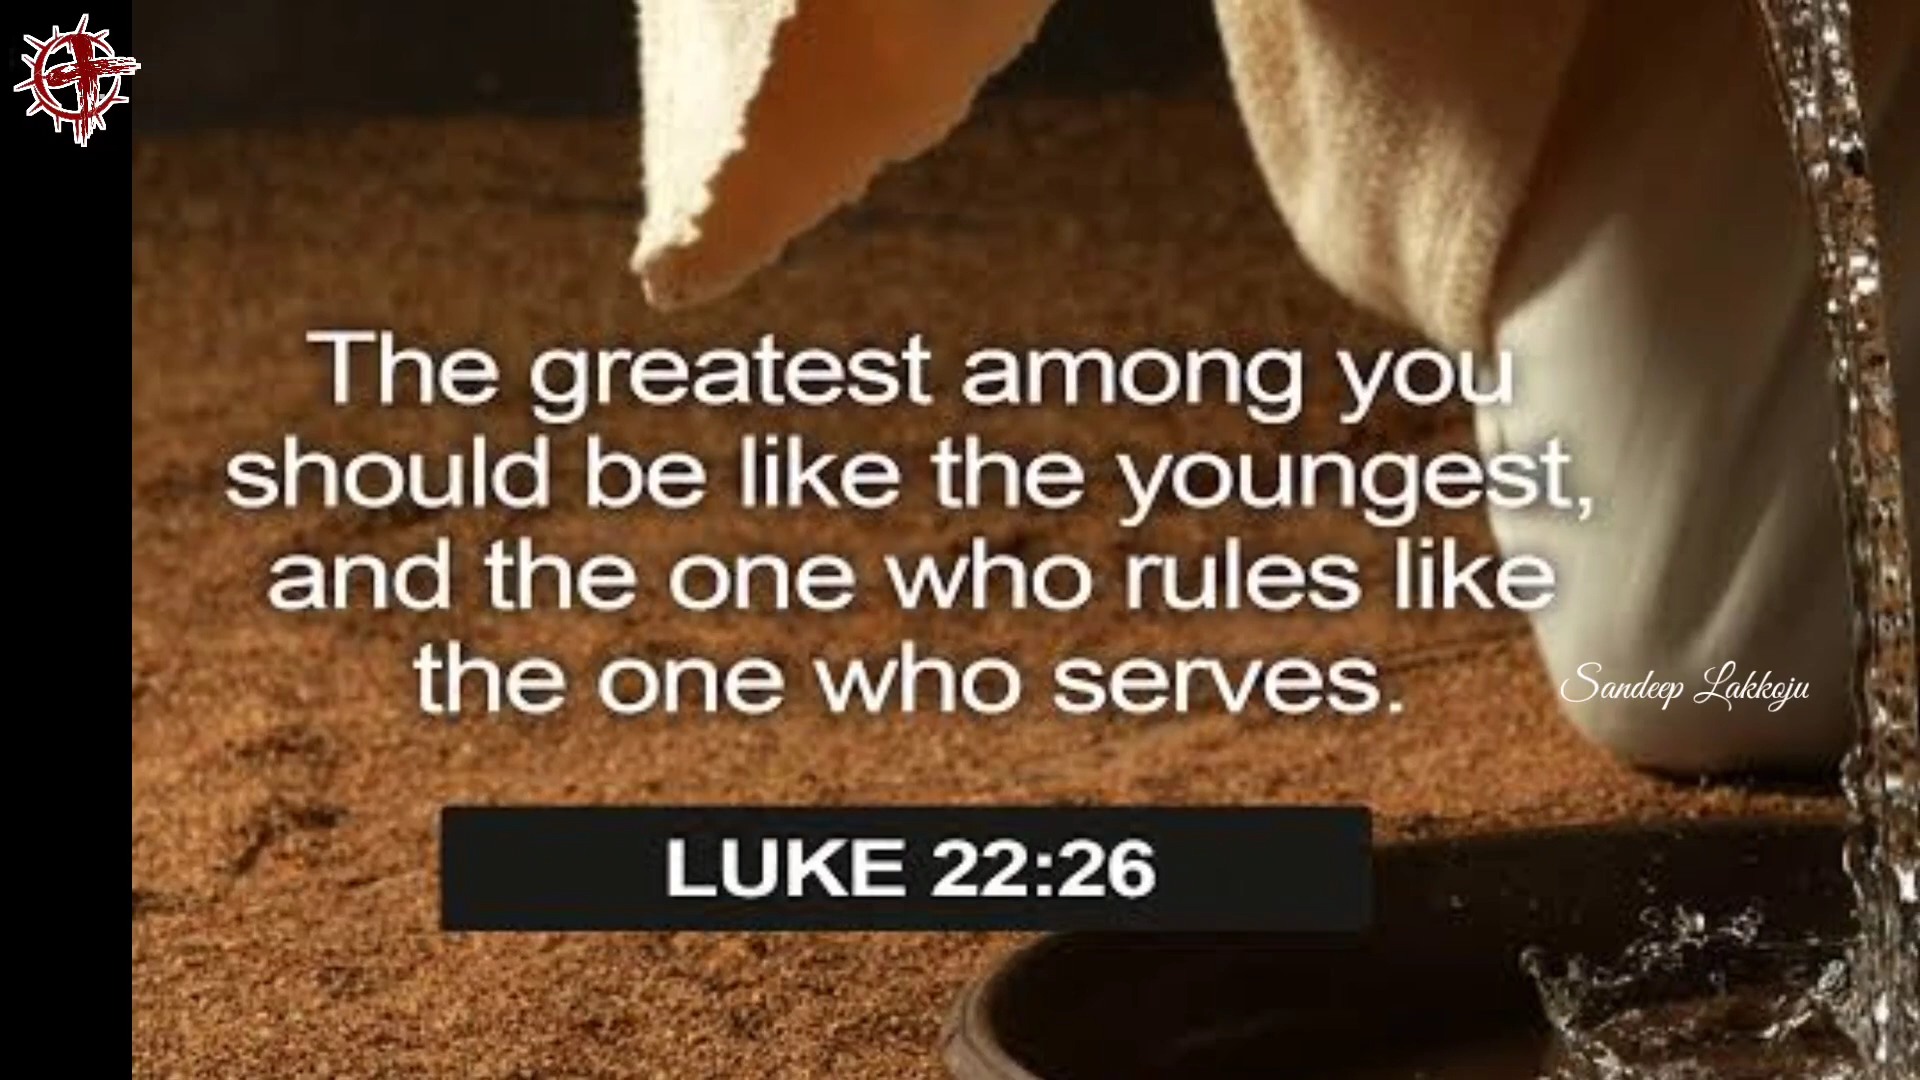 The greatest among you
should be like the youngest,
and the one who rules like
the one who serves.
Sandeep Lakkoju
LUKE 22:26